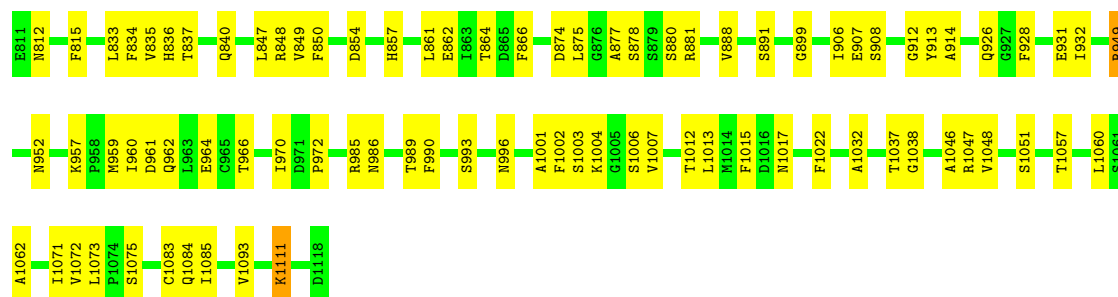 E811 N812 F815 L833 F834 V835 H836 T837 Q840 L847 R848 V849 F850 D854 H857 L861 E862 I863 T864 D865 F866 D874 L875 G876 A877 S878 S879 S880 R881 V888 S891 G899 I906 E907 S908 G912 Y913 A914 Q926 G927 F928 E931 I932 R949
N952 K957 P958 M959 I960 D961 Q962 L963 E964 C965 T966 I970 D971 P972 R985 N986 T989 F990 S993 N996 A1001 F1002 S1003 K1004 G1005 S1006 V1007 T1012 L1013 M1014 F1015 D1016 N1017 F1022 A1032 T1037 G1038 A1046 R1047 V1048 S1051 T1057 L1060 S1061
A1062 I1071 V1072 L1073 P1074 S1075 C1083 Q1084 I1085 V1093 K1111 D1118